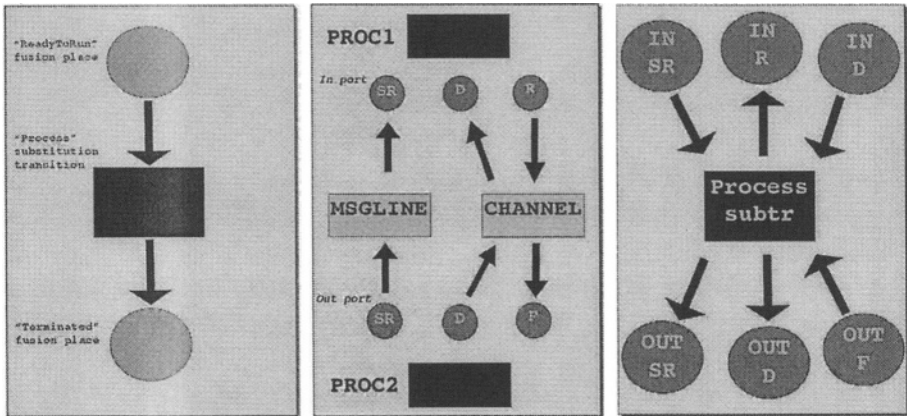 "ReadyToRun"
fusion place
"Process"
substitution
transition
"Terminated"
fusion place
PROC1
In port
SR
D
R
MSGLINE
CHANNEL
Out port
SR
D
F
PROC2
IN
SR
IN
R
IN
D
Process
subtr
OUT
SR
OUT
D
OUT
F